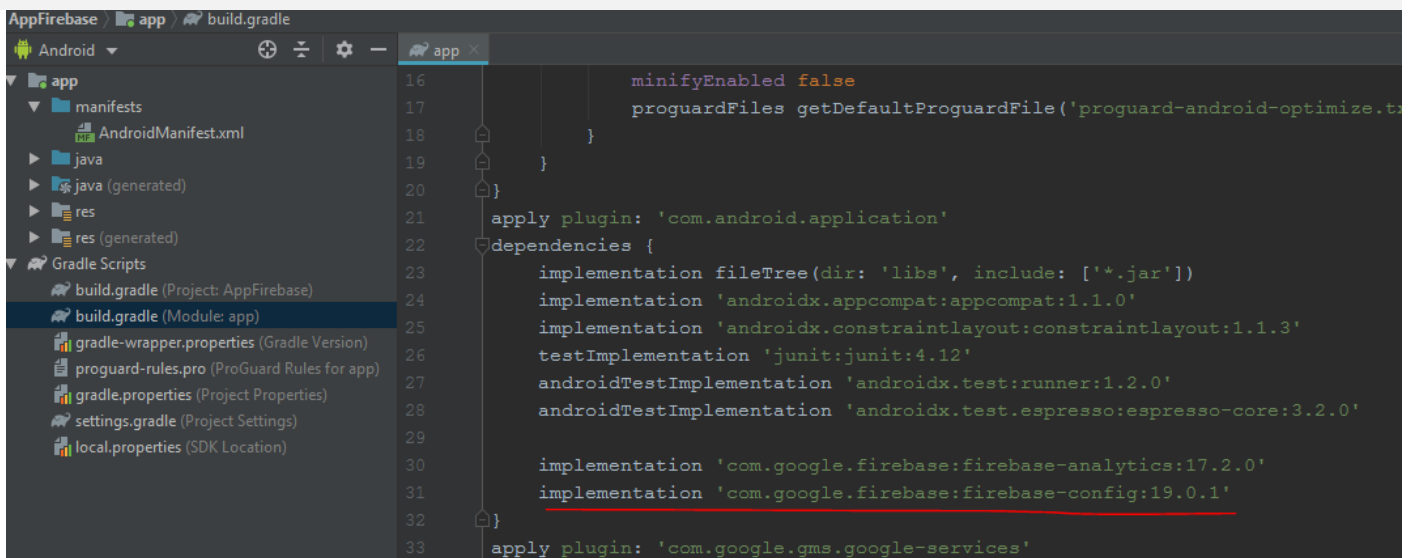 AppFirebase app build.gradle
Android
app
app
manifests
AndroidManifest.xml
java
java (generated)
res
res (generated)
Gradle Scripts
build.gradle (Project: AppFirebase)
build.gradle (Module: app)
gradle-wrapper.properties (Gradle Version)
proguard-rules.pro (ProGuard Rules for app)
gradle.properties (Project Properties)
settings.gradle (Project Settings)
local.properties (SDK Location)
16 minifyEnabled false
17 proguardFiles getDefaultProguardFile('proguard-android-optimize.tx
18 }
19 }
20 }
21 apply plugin: 'com.android.application'
22 dependencies {
23 implementation fileTree(dir: 'libs', include: ['*.jar'])
24 implementation 'androidx.appcompat:appcompat:1.1.0'
25 implementation 'androidx.constraintlayout:constraintlayout:1.1.3'
26 testImplementation 'junit:junit:4.12'
27 androidTestImplementation 'androidx.test:runner:1.2.0'
28 androidTestImplementation 'androidx.test.espresso:espresso-core:3.2.0'
29
30 implementation 'com.google.firebase:firebase-analytics:17.2.0'
31 implementation 'com.google.firebase:firebase-config:19.0.1'
32 }
33 apply plugin: 'com.google.gms.google-services'